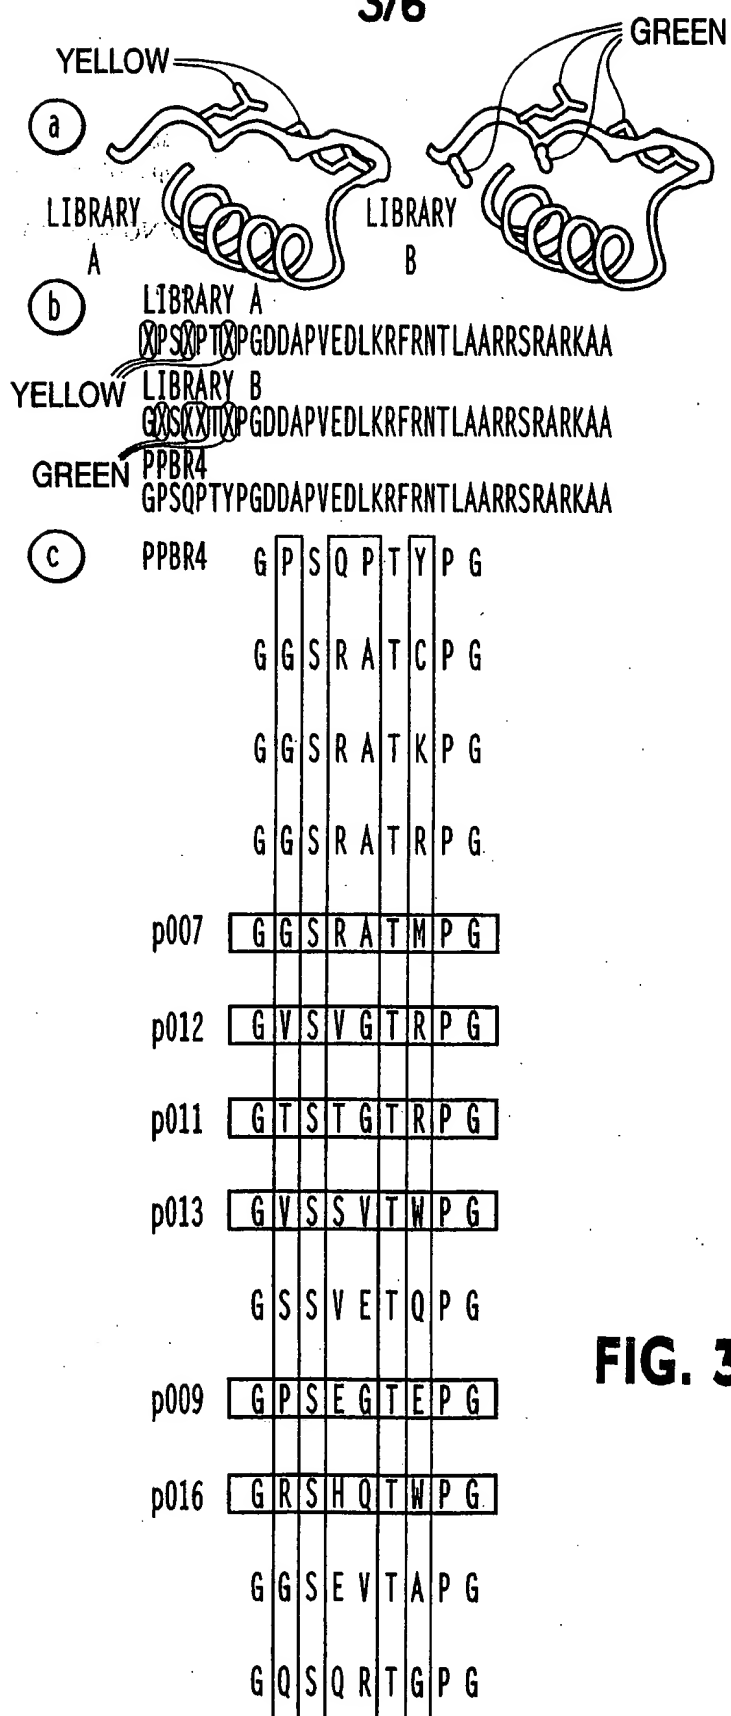 3/6
YELLOW
GREEN
a
LIBRARY A
LIBRARY B
b
LIBRARY A
XPSXPTXPGDDAPVEDLKRFRNTLAARRSRARKAA
YELLOW
LIBRARY B
GXSXXTXPGDDAPVEDLKRFRNTLAARRSRARKAA
GREEN
PPBR4
GPSQPTYPGDDAPVEDLKRFRNTLAARRSRARKAA
c
PPBR4 G P S Q P T Y P G
G G S R A T C P G
G G S R A T K P G
G G S R A T R P G
p007 G G S R A T M P G
p012 G V S V G T R P G
p011 G T S T G T R P G
p013 G V S S V T W P G
G S S V E T Q P G
FIG. 3
p009 G P S E G T E P G
p016 G R S H Q T W P G
G G S E V T A P G
G Q S Q R T G P G